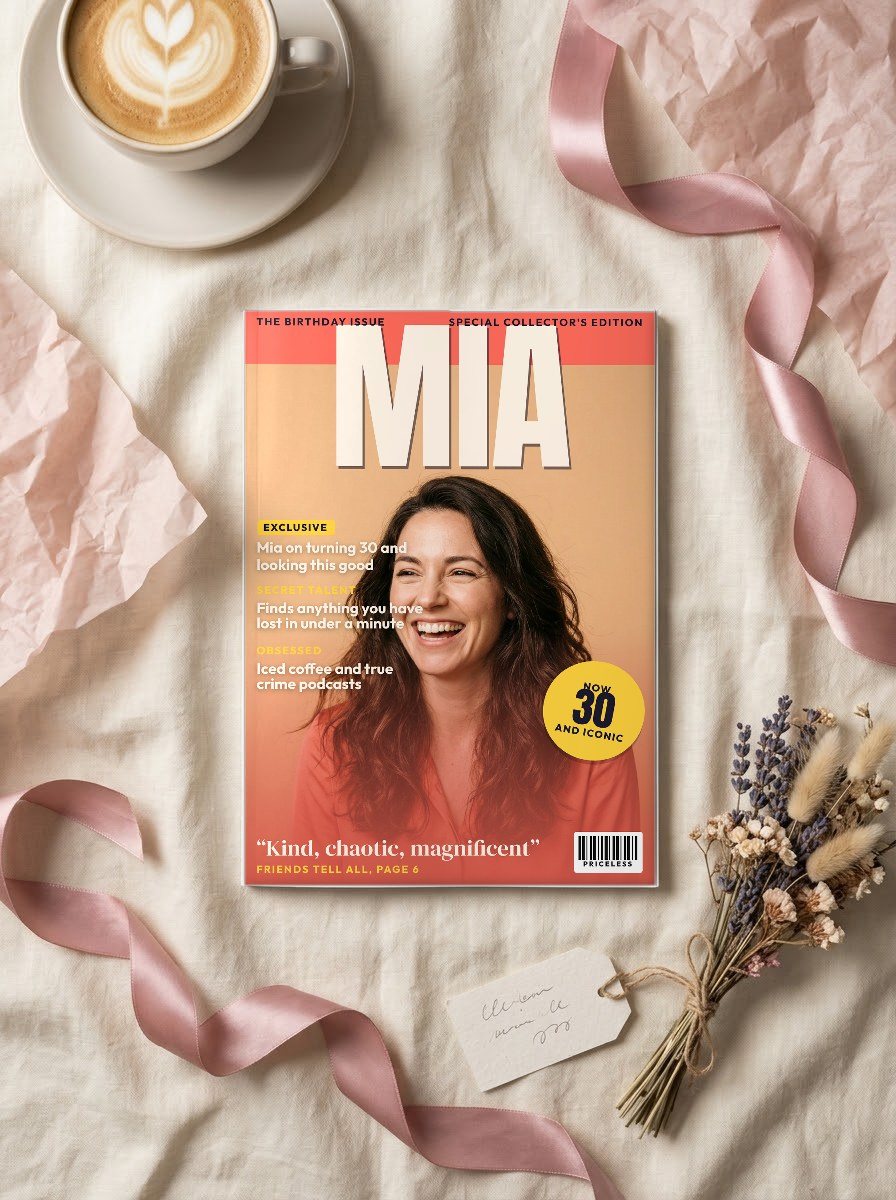 THE BIRTHDAY ISSUE
SPECIAL COLLECTOR'S EDITION
MIA
EXCLUSIVE
Mia on turning 30 and
looking this good
SECRET TALENT
Finds anything you have
lost in under a minute
OBSESSED
Iced coffee and true
crime podcasts
NOW
30
AND ICONIC
“Kind, chaotic, magnificent”
FRIENDS TELL ALL, PAGE 6
PRICELESS